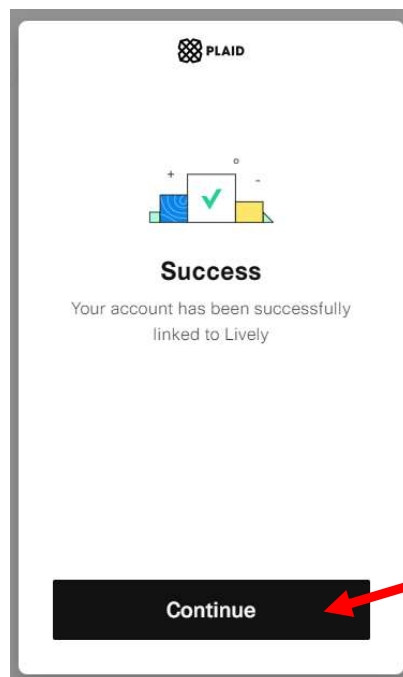 PLAID
Success
Your account has been successfully
linked to Lively
Continue